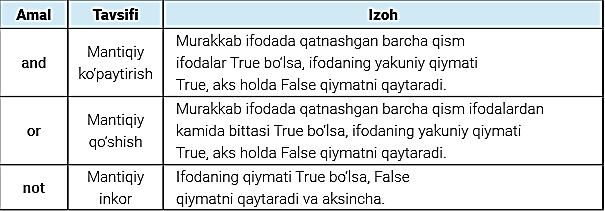 Amal Tavsifi Izoh
and
Mantiqiy
ko‘paytirish
Murakkab ifodada qatnashgan barcha qism
ifodalar True bo‘lsa, ifodaning yakuniy qiymati
True, aks holda False qiymatni qaytaradi.
or
Mantiqiy
qo‘shish
Murakkab ifodada qatnashgan barcha qism ifodalardan
kamida bittasi True bo‘lsa, ifodaning yakuniy qiymati
True, aks holda False qiymatni qaytaradi.
not
Mantiqiy
inkor
Ifodaning qiymati True bo‘lsa, False
qiymatni qaytaradi va aksincha.